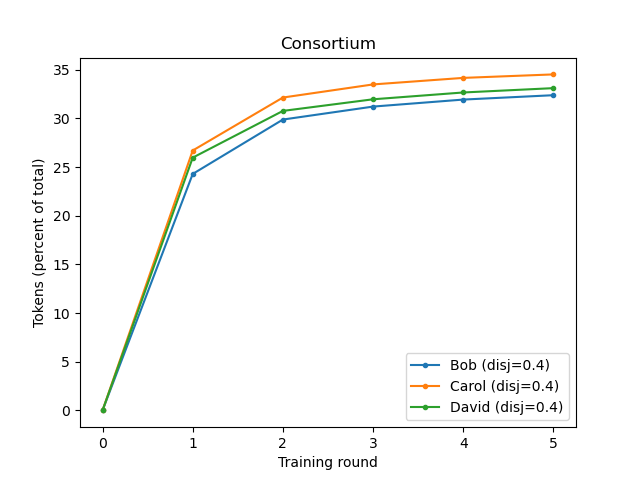 Consortium
Tokens (percent of total)
35
30
25
20
15
10
5
0
0 1 2 3 4 5
Training round
Bob (disj=0.4)
Carol (disj=0.4)
David (disj=0.4)